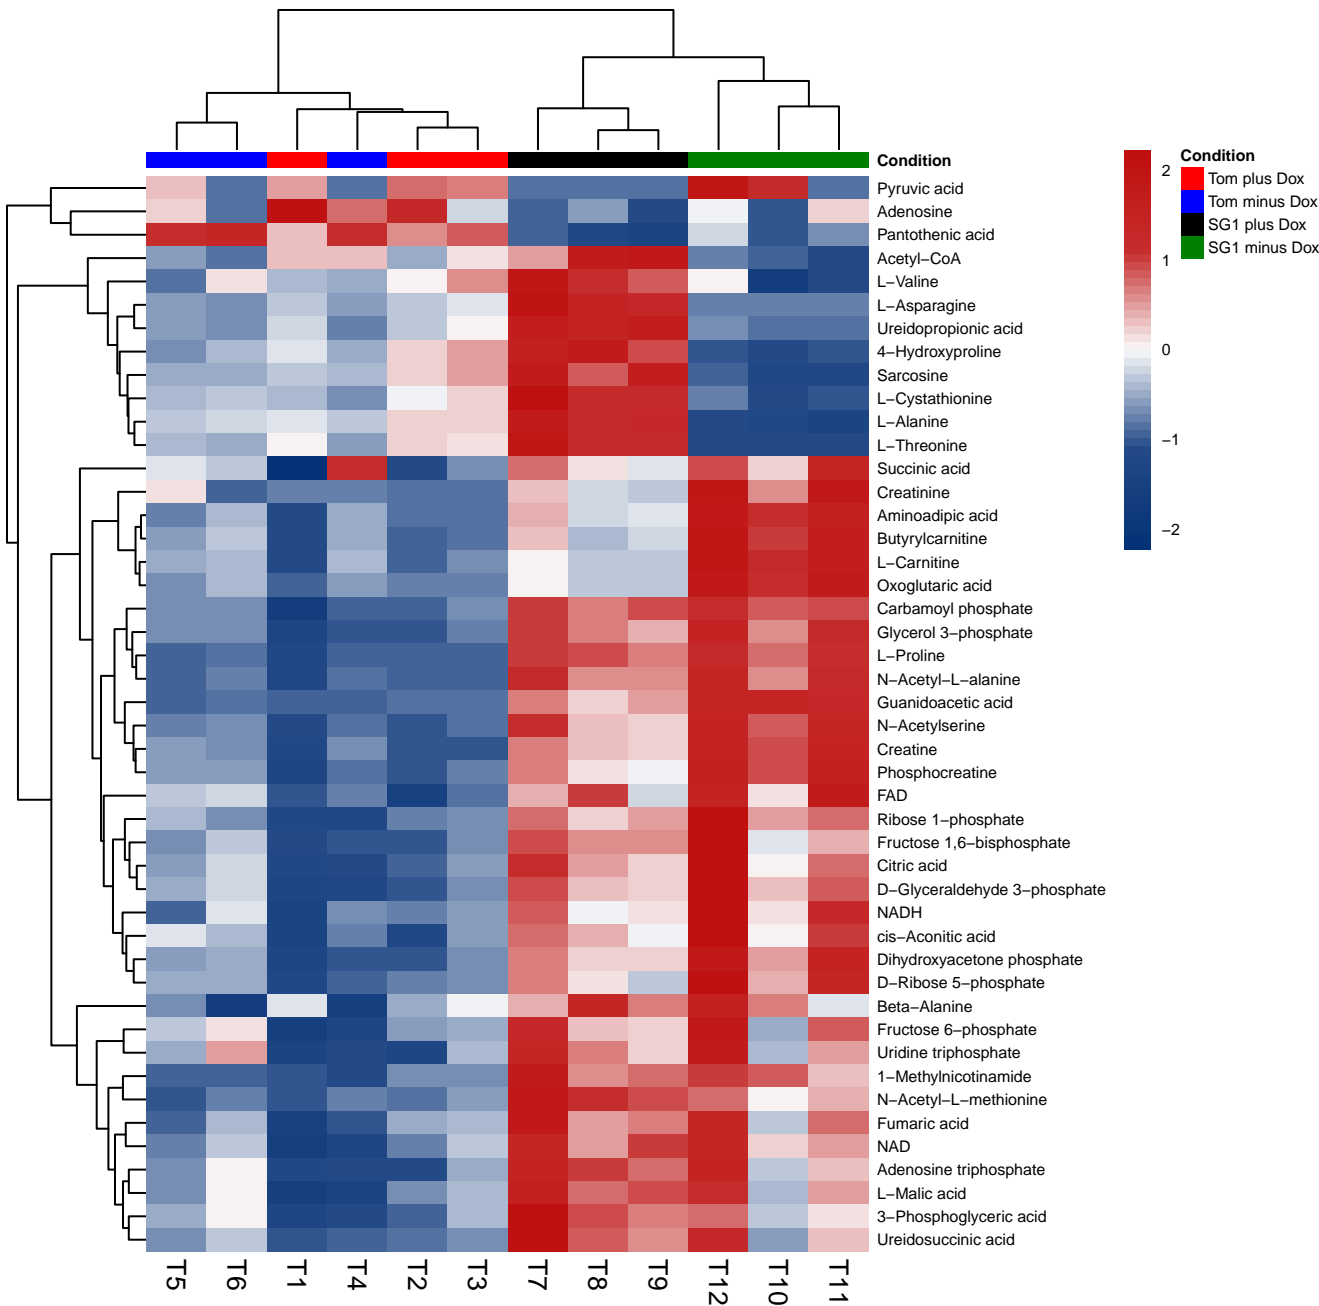 Condition
Pyruvic acid
Adenosine
Pantothenic acid
Acetyl−CoA
L−Valine
L−Asparagine
Ureidopropionic acid
4−Hydroxyproline
Sarcosine
L−Cystathionine
L−Alanine
L−Threonine
Succinic acid
Creatinine
Aminoadipic acid
Butyrylcarnitine
L−Carnitine
Oxoglutaric acid
Carbamoyl phosphate
Glycerol 3−phosphate
L−Proline
N−Acetyl−L−alanine
Guanidoacetic acid
N−Acetylserine
Creatine
Phosphocreatine
FAD
Ribose 1−phosphate
Fructose 1,6−bisphosphate
Citric acid
D−Glyceraldehyde 3−phosphate
NADH
cis−Aconitic acid
Dihydroxyacetone phosphate
D−Ribose 5−phosphate
Beta−Alanine
Fructose 6−phosphate
Uridine triphosphate
1−Methylnicotinamide
N−Acetyl−L−methionine
Fumaric acid
NAD
Adenosine triphosphate
L−Malic acid
3−Phosphoglyceric acid
Ureidosuccinic acid
T5 T6 T1 T4 T2 T3 T7 T8 T9 T12 T10 T11
2
1
0
−1
−2
Condition
Tom plus Dox
Tom minus Dox
SG1 plus Dox
SG1 minus Dox